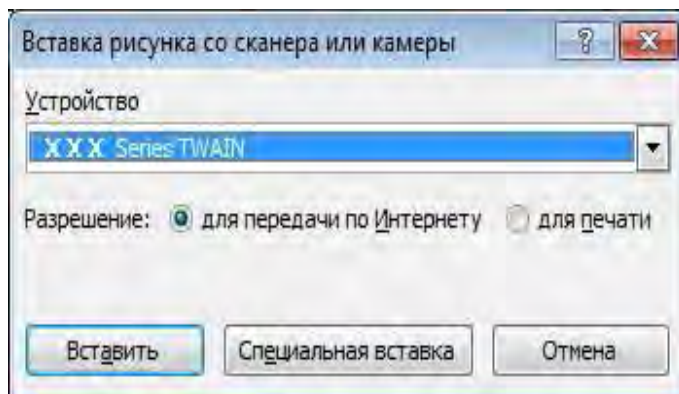 Вставка рисунка со сканера или камеры
Устройство
X X X Series TWAIN
Разрешение: для передачи по Интернету для печати
Вставить Специальная вставка Отмена